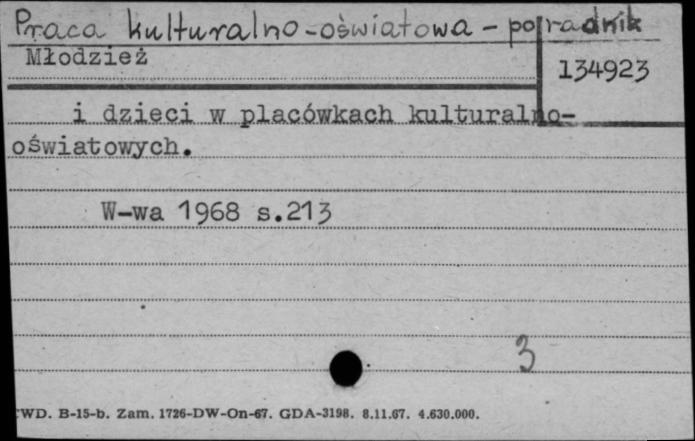 Praca kulturalno-oświatowa - poradnik
Młodzież
134923
i dzieci w placówkach kulturalno-
oświatowych.
W-wa 1968 s.213
3
WD. B-15-b. Zam. 1726-DW-On-67. GDA-3198. 8.11.67. 4.630.000.